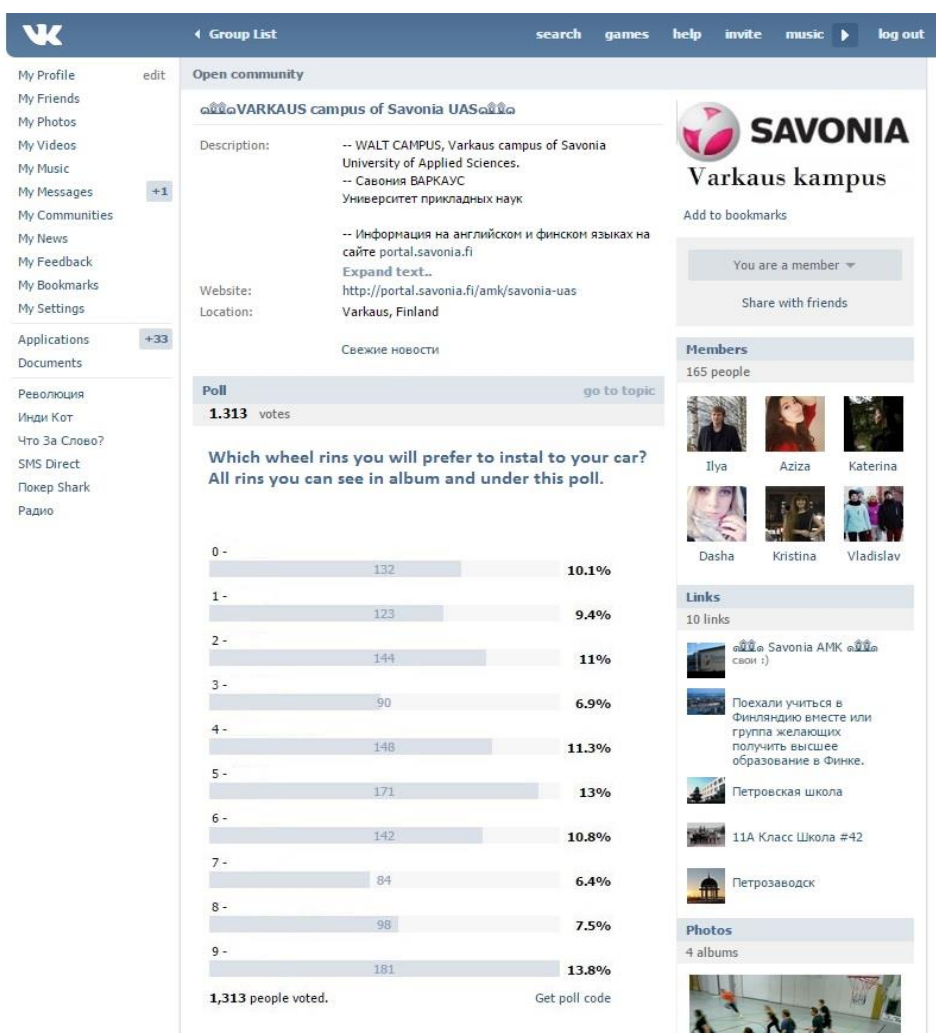 Group List search games help invite music log out
My Profile edit
My Friends
My Photos
My Videos
My Music
My Messages +1
My Communities
My News
My Feedback
My Bookmarks
My Settings
Applications +33
Documents
Революция
Инди Кот
Что За Слово?
SMS Direct
Покер Shark
Радио
Open community
VARKAUS campus of Savonia UAS
Description:
-- WALT CAMPUS, Varkaus campus of Savonia
University of Applied Sciences.
-- Савония ВАРКАУС
Университет прикладных наук
-- Информация на английском и финском языках на
сайте portal.savonia.fi
Expand text..
Website: http://portal.savonia.fi/amk/savonia-uas
Location: Varkaus, Finland
Свежие новости
Poll go to topic
1.313 votes
Which wheel rins you will prefer to instal to your car?
All rins you can see in album and under this poll.
0 -
132 10.1%
1 -
123 9.4%
2 -
144 11%
3 -
90 6.9%
4 -
148 11.3%
5 -
171 13%
6 -
142 10.8%
7 -
84 6.4%
8 -
98 7.5%
9 -
181 13.8%
1,313 people voted. Get poll code
SAVONIA
Varkaus kampus
Add to bookmarks
You are a member
Share with friends
Members
165 people
Ilya Aziza Katerina
Dasha Kristina Vladislav
Links
10 links
Savonia AMK
свои :)
Поехали учиться в
Финляндию вместе или
группа желающих
получить высшее
образование в Финке.
Петровская школа
11А Класс Школа #42
Петрозаводск
Photos
4 albums